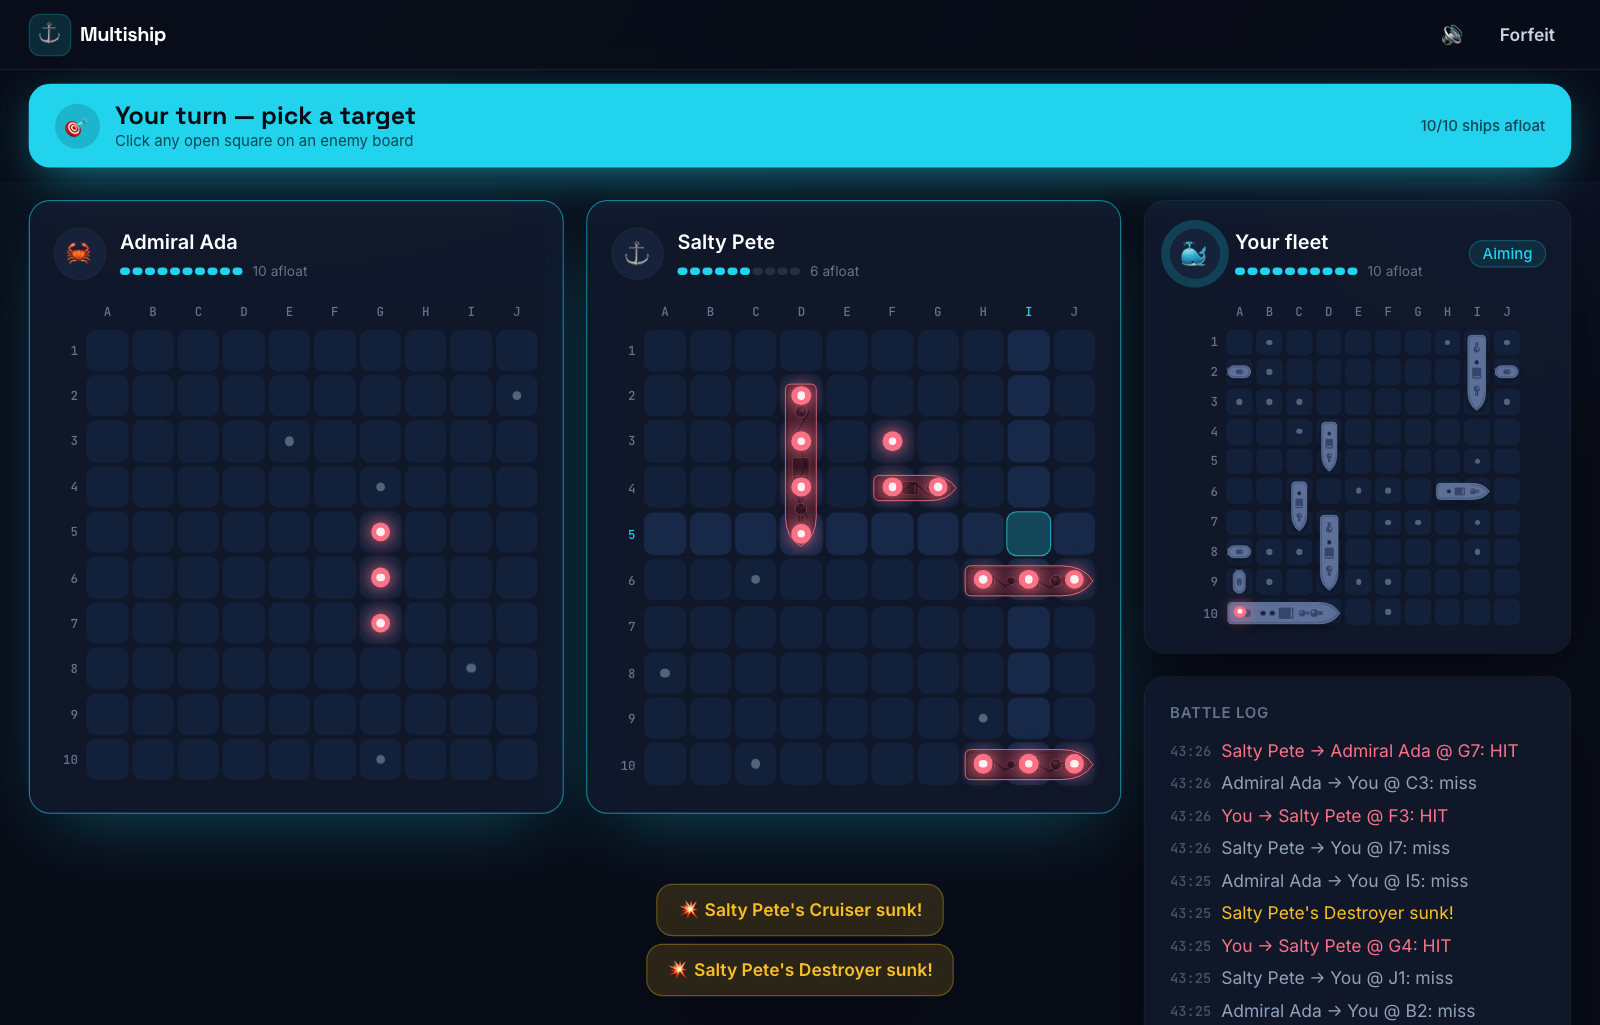 Multiship
Forfeit
Your turn — pick a target
Click any open square on an enemy board
10/10 ships afloat
Admiral Ada
10 afloat
A B C D E F G H I J
1
2
3
4
5
6
7
8
9
10
Salty Pete
6 afloat
A B C D E F G H I J
1
2
3
4
5
6
7
8
9
10
Your fleet
10 afloat
Aiming
A B C D E F G H I J
1
2
3
4
5
6
7
8
9
10
BATTLE LOG
43:26 Salty Pete → Admiral Ada @ G7: HIT
43:26 Admiral Ada → You @ C3: miss
43:26 You → Salty Pete @ F3: HIT
43:26 Salty Pete → You @ I7: miss
43:25 Admiral Ada → You @ I5: miss
43:25 Salty Pete's Destroyer sunk!
43:25 You → Salty Pete @ G4: HIT
43:25 Salty Pete → You @ J1: miss
43:25 Admiral Ada → You @ B2: miss
Salty Pete's Cruiser sunk!
Salty Pete's Destroyer sunk!